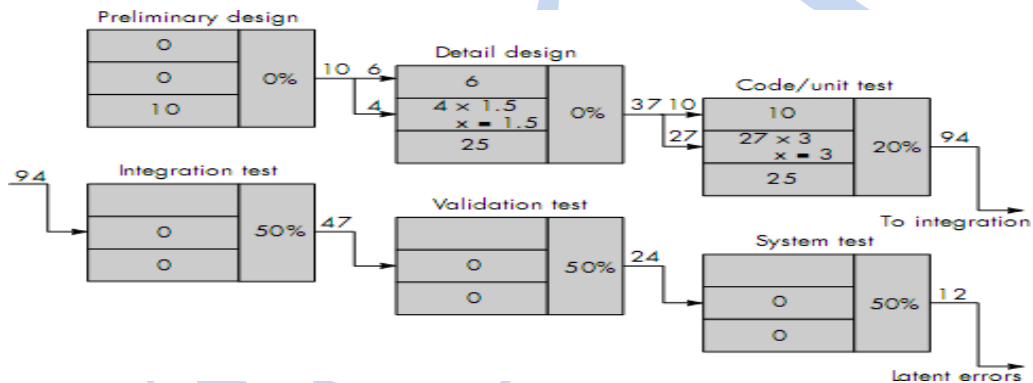 Preliminary design
0
0
10
0%
10 6
4
Detail design
6
4 × 1.5
x = 1.5
25
0%
37 10
27
Code/unit test
10
27 × 3
x = 3
25
20%
94
To integration
94
Integration test
0
0
50%
47
Validation test
0
0
50%
24
System test
0
0
50%
12
Latent errors